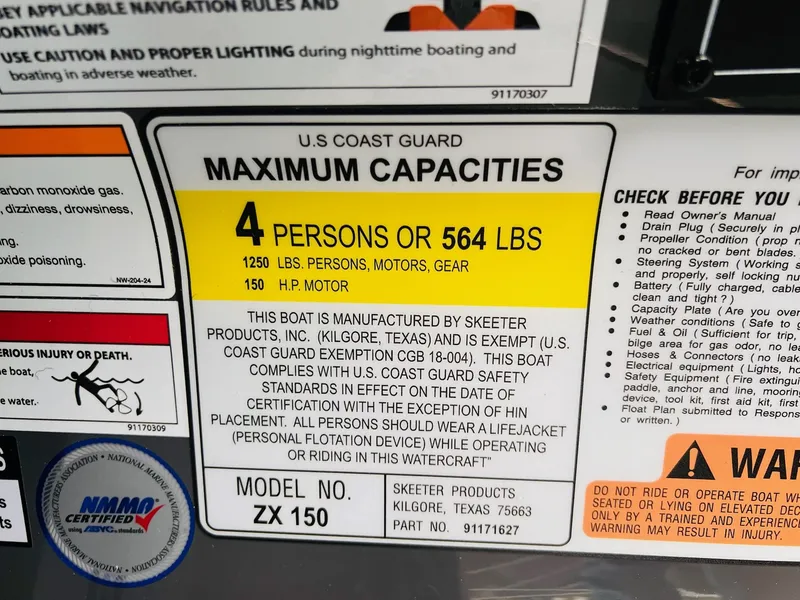 EY APPLICABLE NAVIGATION RULES AND
OATING LAWS
USE CAUTION AND PROPER LIGHTING during nighttime boating and
boating in adverse weather.
91170307
arbon monoxide gas.
, dizziness, drowsiness,
ng.
oxide poisoning.
NW-204-24
ERIOUS INJURY OR DEATH.
he boat,
e water.
91170309
S
s
ts
NATIONAL MARINE MANUFACTURERS ASSOCIATION
NMMA
CERTIFIED
using ABYC standards
U.S COAST GUARD
MAXIMUM CAPACITIES
4 PERSONS OR 564 LBS
1250 LBS. PERSONS, MOTORS, GEAR
150 H.P. MOTOR
THIS BOAT IS MANUFACTURED BY SKEETER
PRODUCTS, INC. (KILGORE, TEXAS) AND IS EXEMPT (U.S.
COAST GUARD EXEMPTION CGB 18-004). THIS BOAT
COMPLIES WITH U.S. COAST GUARD SAFETY
STANDARDS IN EFFECT ON THE DATE OF
CERTIFICATION WITH THE EXCEPTION OF HIN
PLACEMENT. ALL PERSONS SHOULD WEAR A LIFEJACKET
(PERSONAL FLOTATION DEVICE) WHILE OPERATING
OR RIDING IN THIS WATERCRAFT"
MODEL NO.
ZX 150
SKEETER PRODUCTS
KILGORE, TEXAS 75663
PART NO. 91171627
For imp
CHECK BEFORE YOU
• Read Owner's Manual
• Drain Plug (Securely in pl
• Propeller Condition (prop n
no cracked or bent blades.
• Steering System (Working s
and properly, self locking nu
• Battery (Fully charged, cable
clean and tight ?)
• Capacity Plate (Are you over
• Weather conditions (Safe to g
• Fuel & Oil (Sufficient for trip,
bilge area for gas odor, no lea
• Hoses & Connectors (no leak
• Electrical equipment (Lights, ho
• Safety Equipment (Fire extingui
paddle, anchor and line, mooring
device, tool kit, first aid kit, first
• Float Plan submitted to Respons
or written.)
WAR
DO NOT RIDE OR OPERATE BOAT WH
SEATED OR LYING ON ELEVATED DEC
ONLY BY A TRAINED AND EXPERIENC
WARNING MAY RESULT IN INJURY.